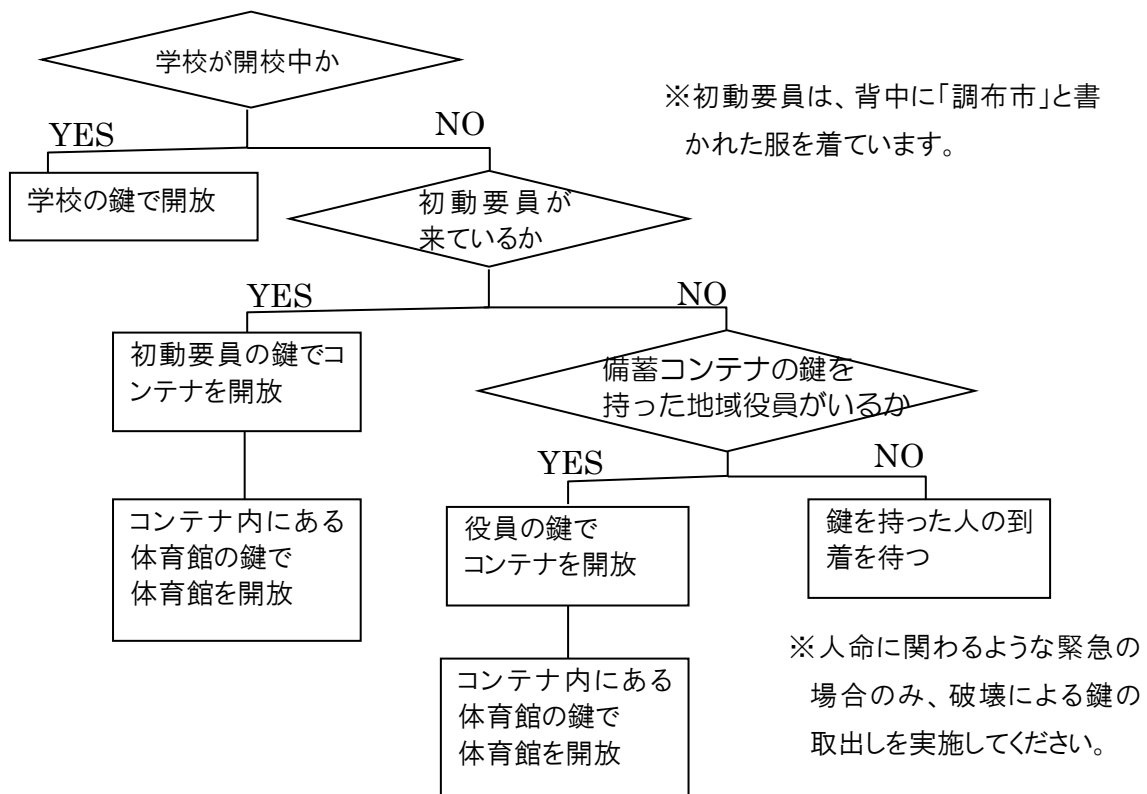 学校が開校中か
※初動要員は、背中に「調布市」と書
かれた服を着ています。
YES
NO
学校の鍵で開放
初動要員が
来ているか
YES
NO
初動要員の鍵でコ
ンテナを開放
備蓄コンテナの鍵を
持った地域役員がいるか
YES
NO
コンテナ内にある
体育館の鍵で
体育館を開放
役員の鍵で
コンテナを開放
鍵を持った人の到
着を待つ
※人命に関わるような緊急の
場合のみ、破壊による鍵の
取出しを実施してください。
コンテナ内にある
体育館の鍵で
体育館を開放